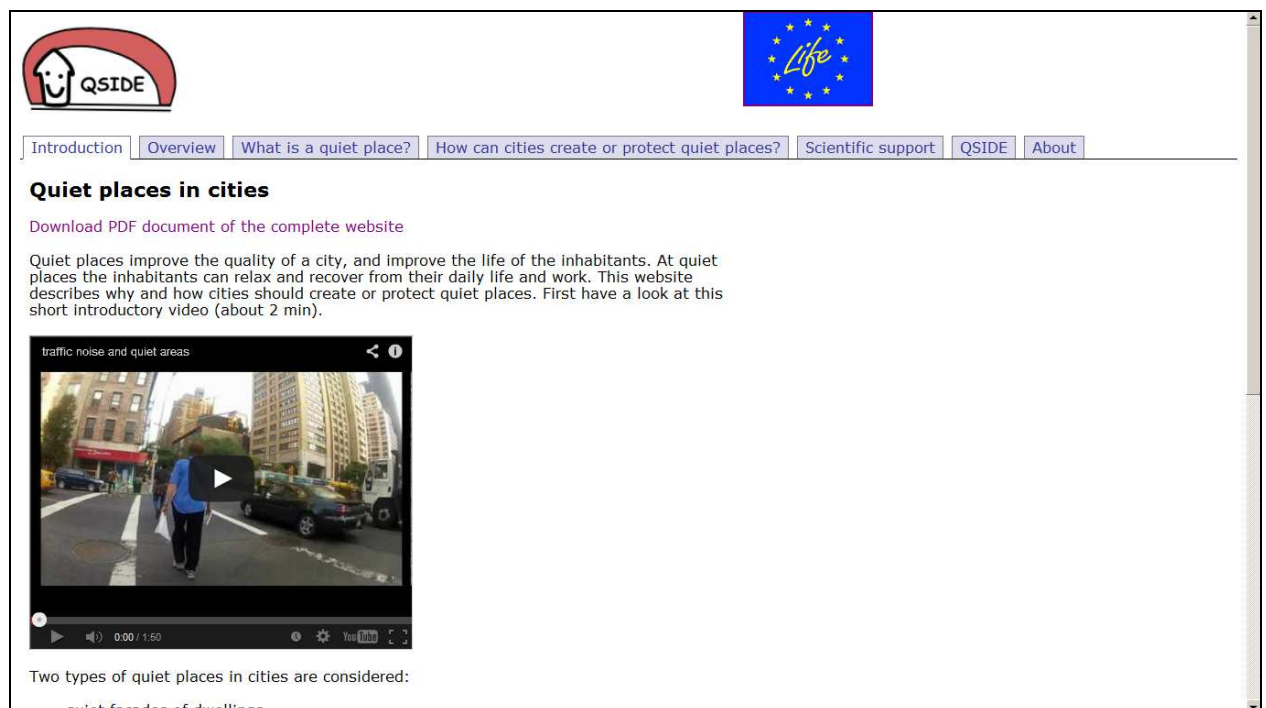 QSIDE
Life
Introduction Overview What is a quiet place? How can cities create or protect quiet places? Scientific support QSIDE About
Quiet places in cities
Download PDF document of the complete website
Quiet places improve the quality of a city, and improve the life of the inhabitants. At quiet
places the inhabitants can relax and recover from their daily life and work. This website
describes why and how cities should create or protect quiet places. First have a look at this
short introductory video (about 2 min).
traffic noise and quiet areas
0:00 / 1:50
YouTube
Two types of quiet places in cities are considered:
quiet facades of dwellings